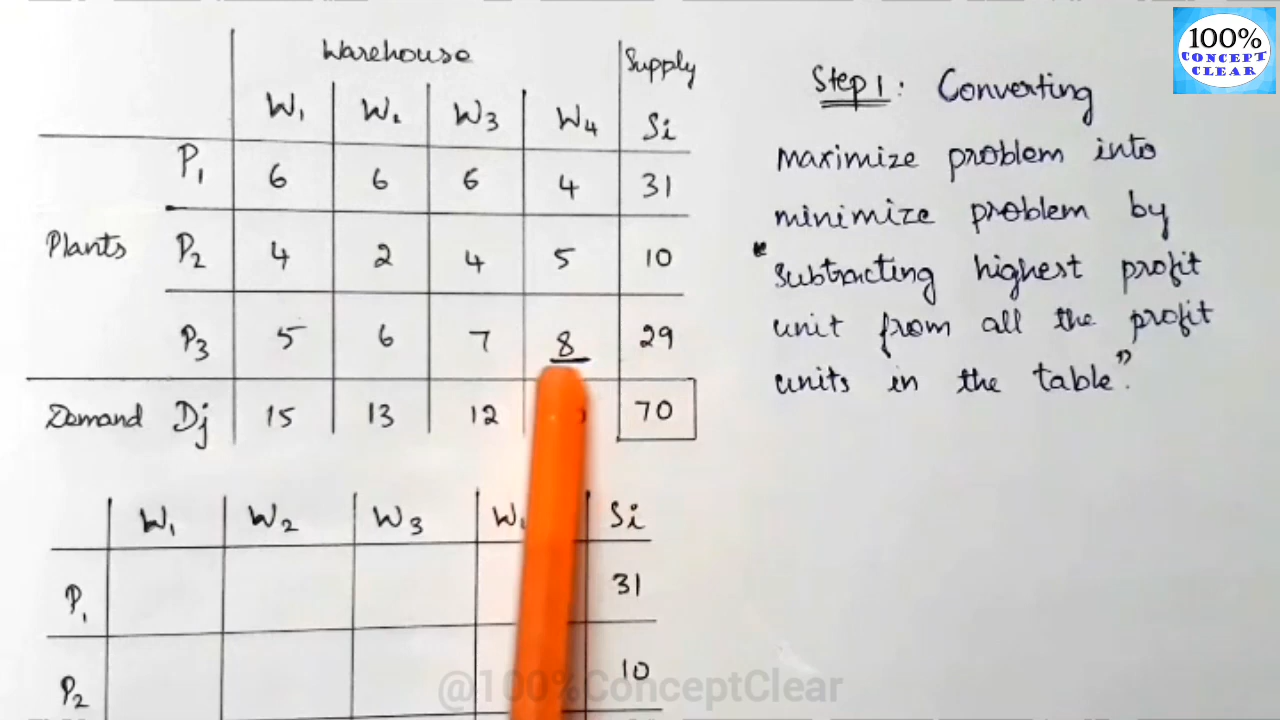 100%
CONCEPT
CLEAR
Warehouse Supply
W₁ W₂ W₃ W₄ Si
P₁ 6 6 6 4 31
Plants P₂ 4 2 4 5 10
P₃ 5 6 7 8 29
Demand Dj 15 13 12 70
Step 1: Converting
maximize problem into
minimize problem by
"subtracting highest profit
unit from all the profit
units in the table".
W₁ W₂ W₃ Si
P₁ 31
P₂ 10
@100%ConceptClear